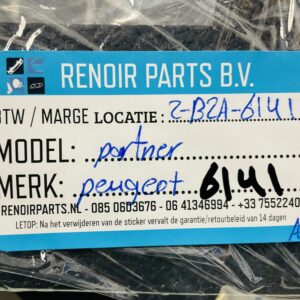 RENOIR PARTS B.V.
BTW / MARGE LOCATIE: 2-B2A-6141
MODEL: partner
MERK: peugeot 6141
RENOIRPARTS.NL - 085 0603676 - 06 41346994 - +33 7552240
LETOP: Na het verwijderen van de sticker vervalt de garantie/retourbeleid van 14 dagen